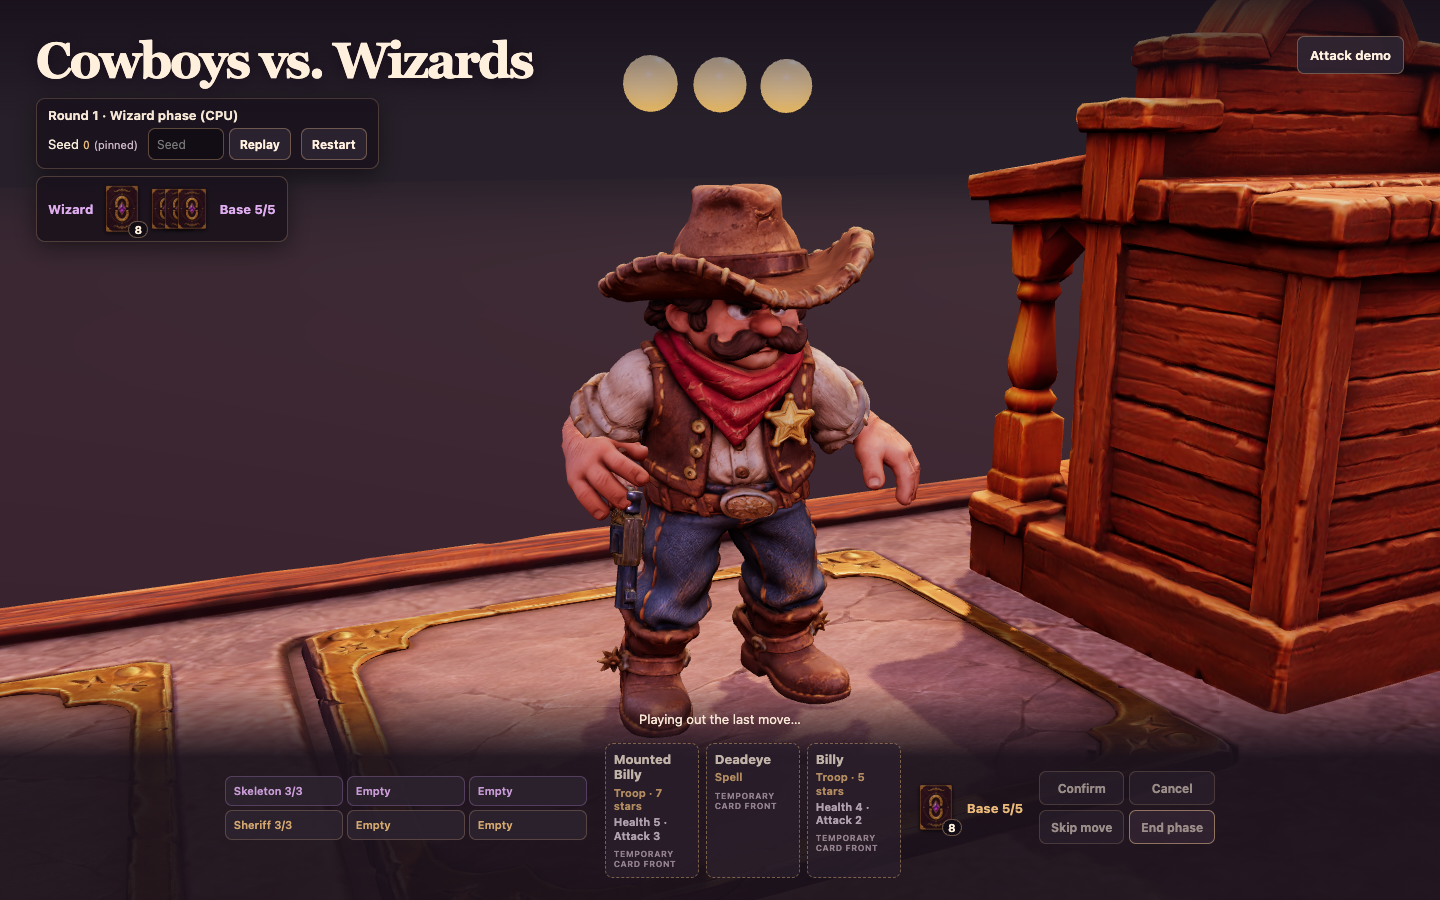 Cowboys vs. Wizards
Attack demo
Round 1 · Wizard phase (CPU)
Seed 0 (pinned) Seed Replay Restart
Wizard 8 Base 5/5
Playing out the last move...
Skeleton 3/3 Empty Empty
Sheriff 3/3 Empty Empty
Mounted
Billy
Troop · 7
stars
Health 5 ·
Attack 3
TEMPORARY
CARD FRONT
Deadeye
Spell
TEMPORARY
CARD FRONT
Billy
Troop · 5
stars
Health 4 ·
Attack 2
TEMPORARY
CARD FRONT
8 Base 5/5
Confirm Cancel
Skip move End phase